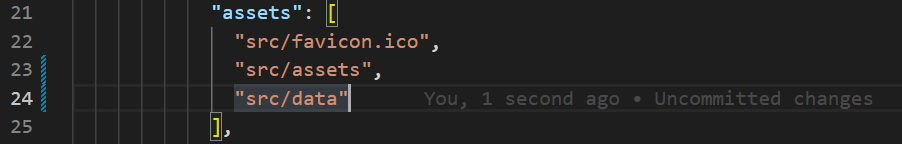 21 "assets": [
22 "src/favicon.ico",
23 "src/assets",
24 "src/data" You, 1 second ago • Uncommitted changes
25 ],